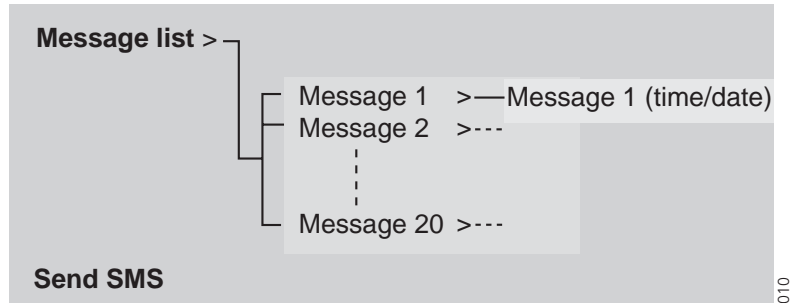 Message list >
Message 1 > Message 1 (time/date)
Message 2 >
Message 20 >
Send SMS
010